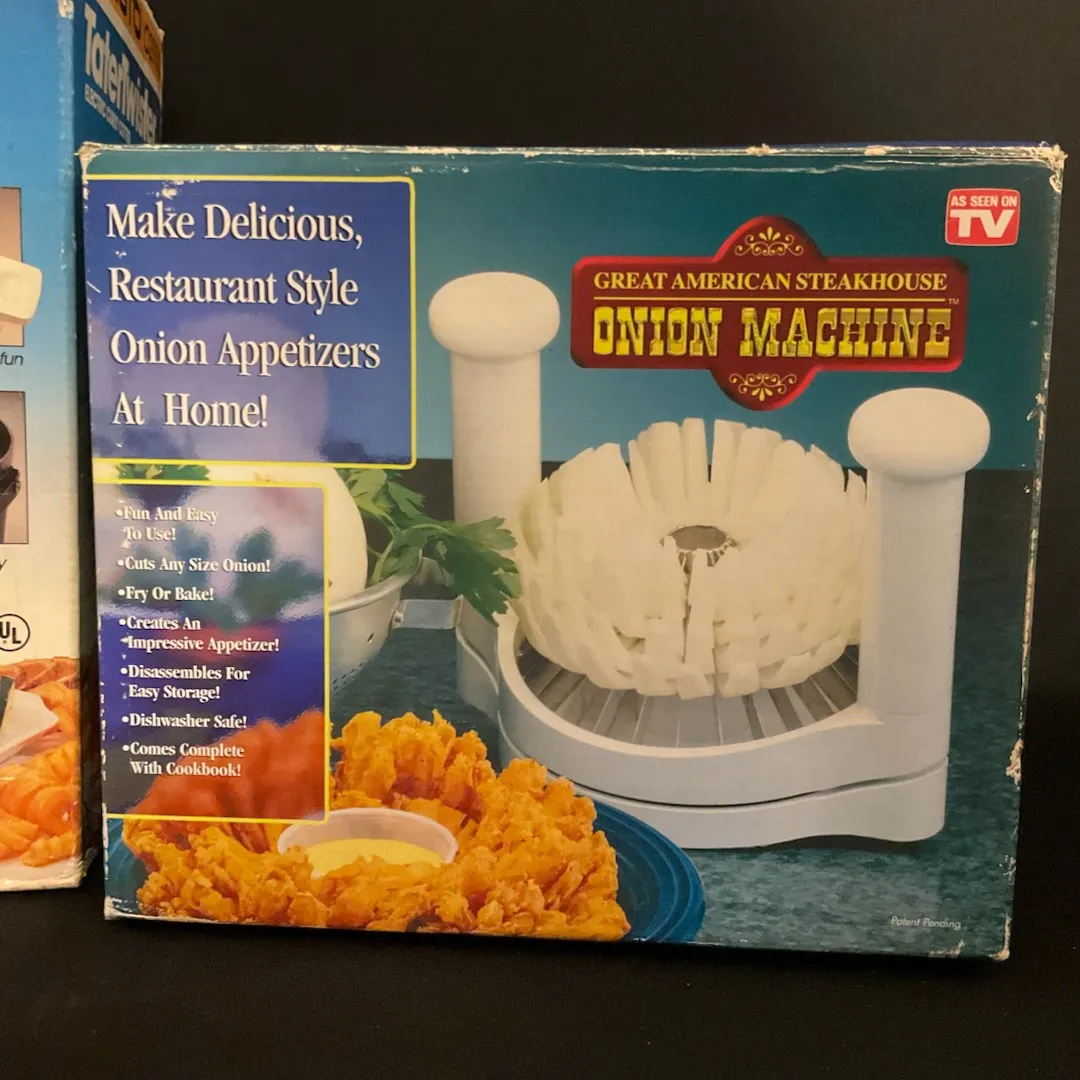 TaterTwister
fun
UL
Make Delicious,
Restaurant Style
Onion Appetizers
At Home!
AS SEEN ON
TV
GREAT AMERICAN STEAKHOUSE
ONION MACHINE™
•Fun And Easy
To Use!
•Cuts Any Size Onion!
•Fry Or Bake!
•Creates An
Impressive Appetizer!
•Disassembles For
Easy Storage!
•Dishwasher Safe!
•Comes Complete
With Cookbook!
Patent Pending